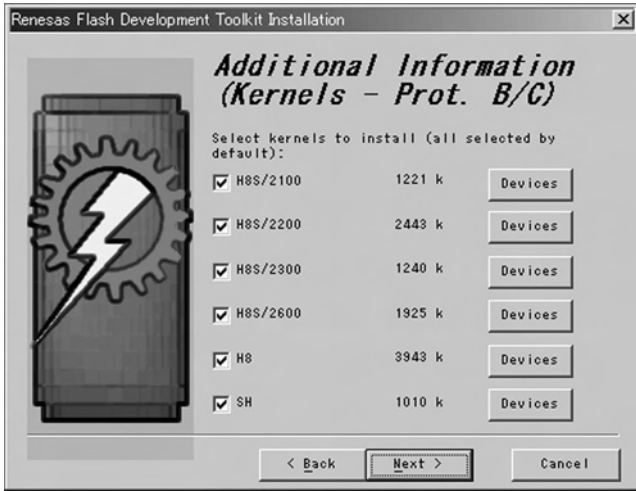 Renesas Flash Development Toolkit Installation
Additional Information
(Kernels - Prot. B/C)
Select kernels to install (all selected by
default):
H8S/2100 1221 k Devices
H8S/2200 2443 k Devices
H8S/2300 1240 k Devices
H8S/2600 1925 k Devices
H8 3943 k Devices
SH 1010 k Devices
< Back Next > Cancel